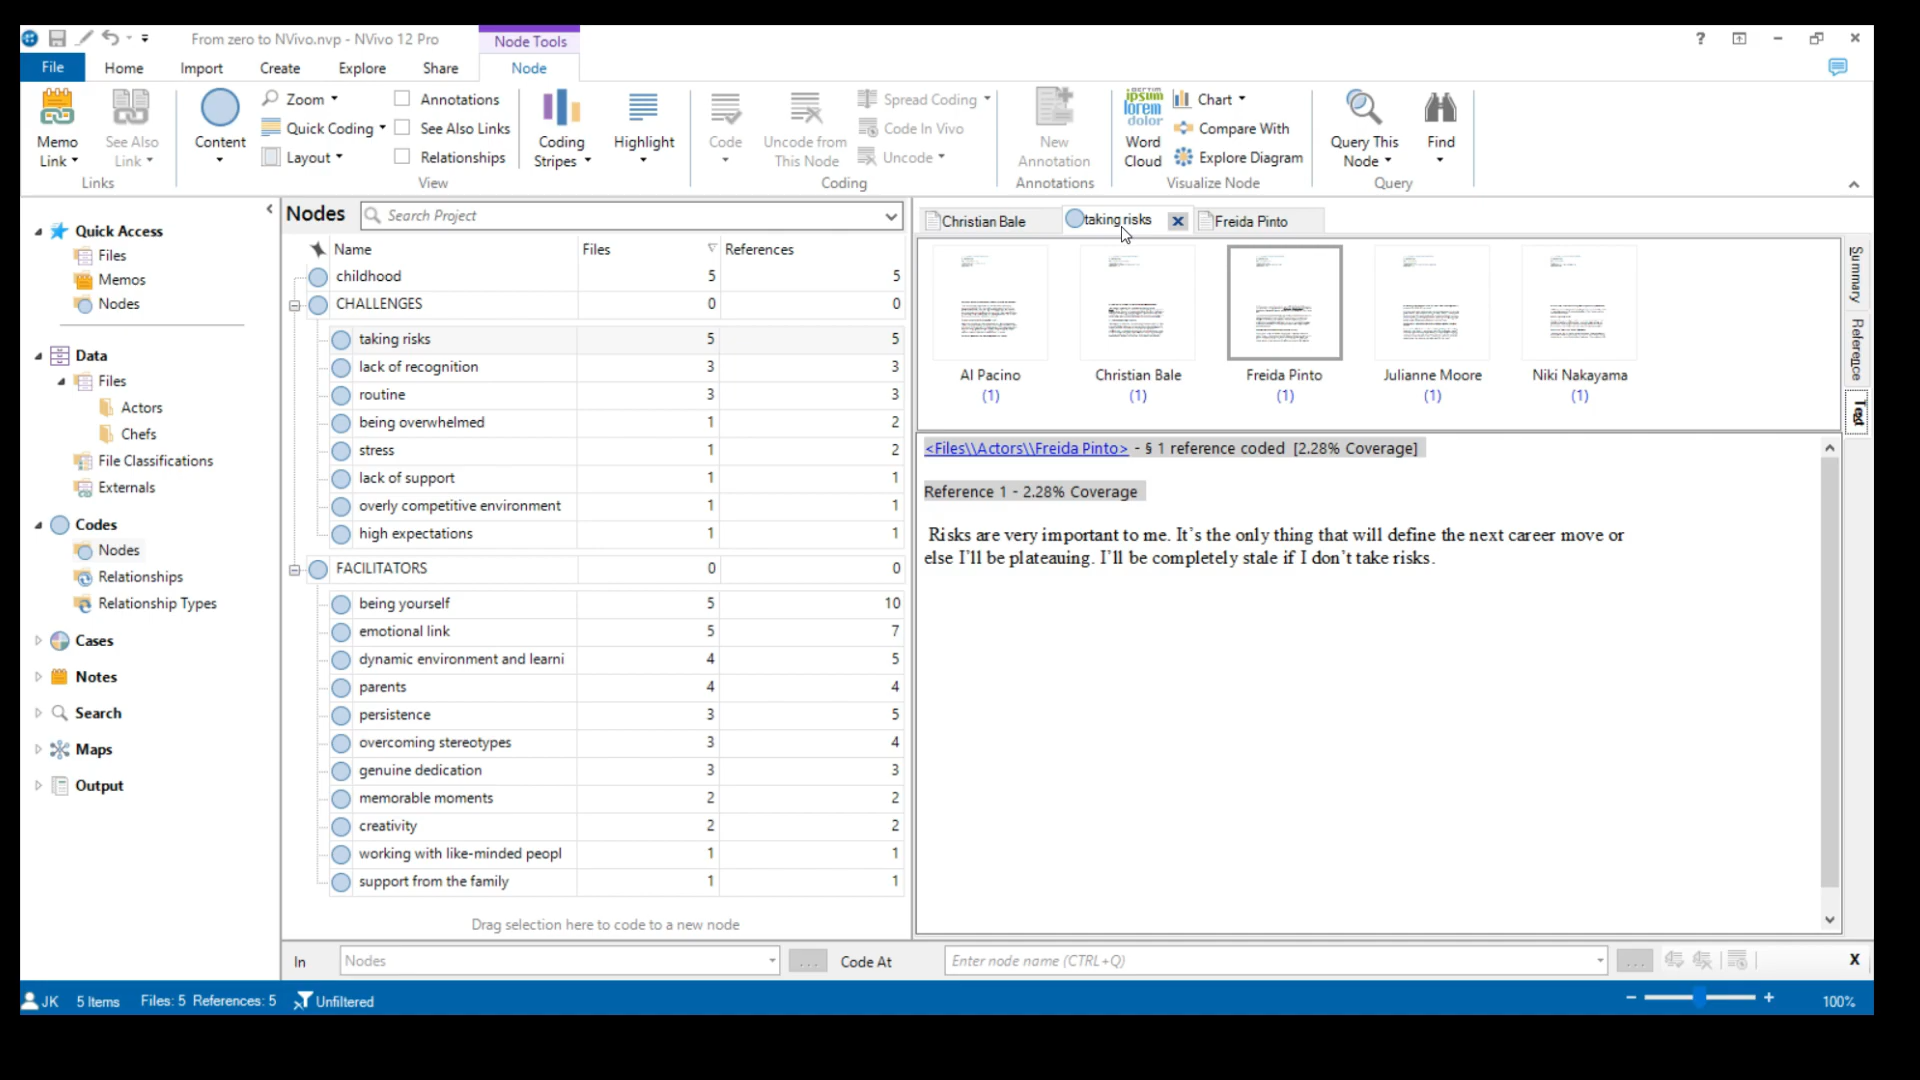 From zero to NVivo.nvp - NVivo 12 Pro
Node Tools
?
File
Home
Import
Create
Explore
Share
Node
Memo Link
See Also Link
Links
Content
Zoom
Quick Coding
Layout
Annotations
See Also Links
Relationships
View
Coding Stripes
Highlight
Code
Uncode from This Node
Spread Coding
Code In Vivo
Uncode
Coding
New Annotation
Annotations
ipsum
lorem
dolor
Word Cloud
Chart
Compare With
Explore Diagram
Visualize Node
Query This Node
Find
Query
Quick Access
Files
Memos
Nodes
Data
Files
Actors
Chefs
File Classifications
Externals
Codes
Nodes
Relationships
Relationship Types
Cases
Notes
Search
Maps
Output
Nodes
Search Project
Name Files References
childhood 5 5
CHALLENGES 0 0
taking risks 5 5
lack of recognition 3 3
routine 3 3
being overwhelmed 1 2
stress 1 2
lack of support 1 1
overly competitive environment 1 1
high expectations 1 1
FACILITATORS 0 0
being yourself 5 10
emotional link 5 7
dynamic environment and learni 4 5
parents 4 4
persistence 3 5
overcoming stereotypes 3 4
genuine dedication 3 3
memorable moments 2 2
creativity 2 2
working with like-minded peopl 1 1
support from the family 1 1
Drag selection here to code to a new node
Christian Bale
taking risks
Freida Pinto
Al Pacino
(1)
Christian Bale
(1)
Freida Pinto
(1)
Julianne Moore
(1)
Niki Nakayama
(1)
Summary
Reference
Text
<Files\\Actors\\Freida Pinto> - § 1 reference coded [2.28% Coverage]
Reference 1 - 2.28% Coverage
Risks are very important to me. It’s the only thing that will define the next career move or
else I’ll be plateauing. I’ll be completely stale if I don’t take risks.
In Nodes ... Code At Enter node name (CTRL+Q) ... X
JK 5 Items Files: 5 References: 5 Unfiltered 100%